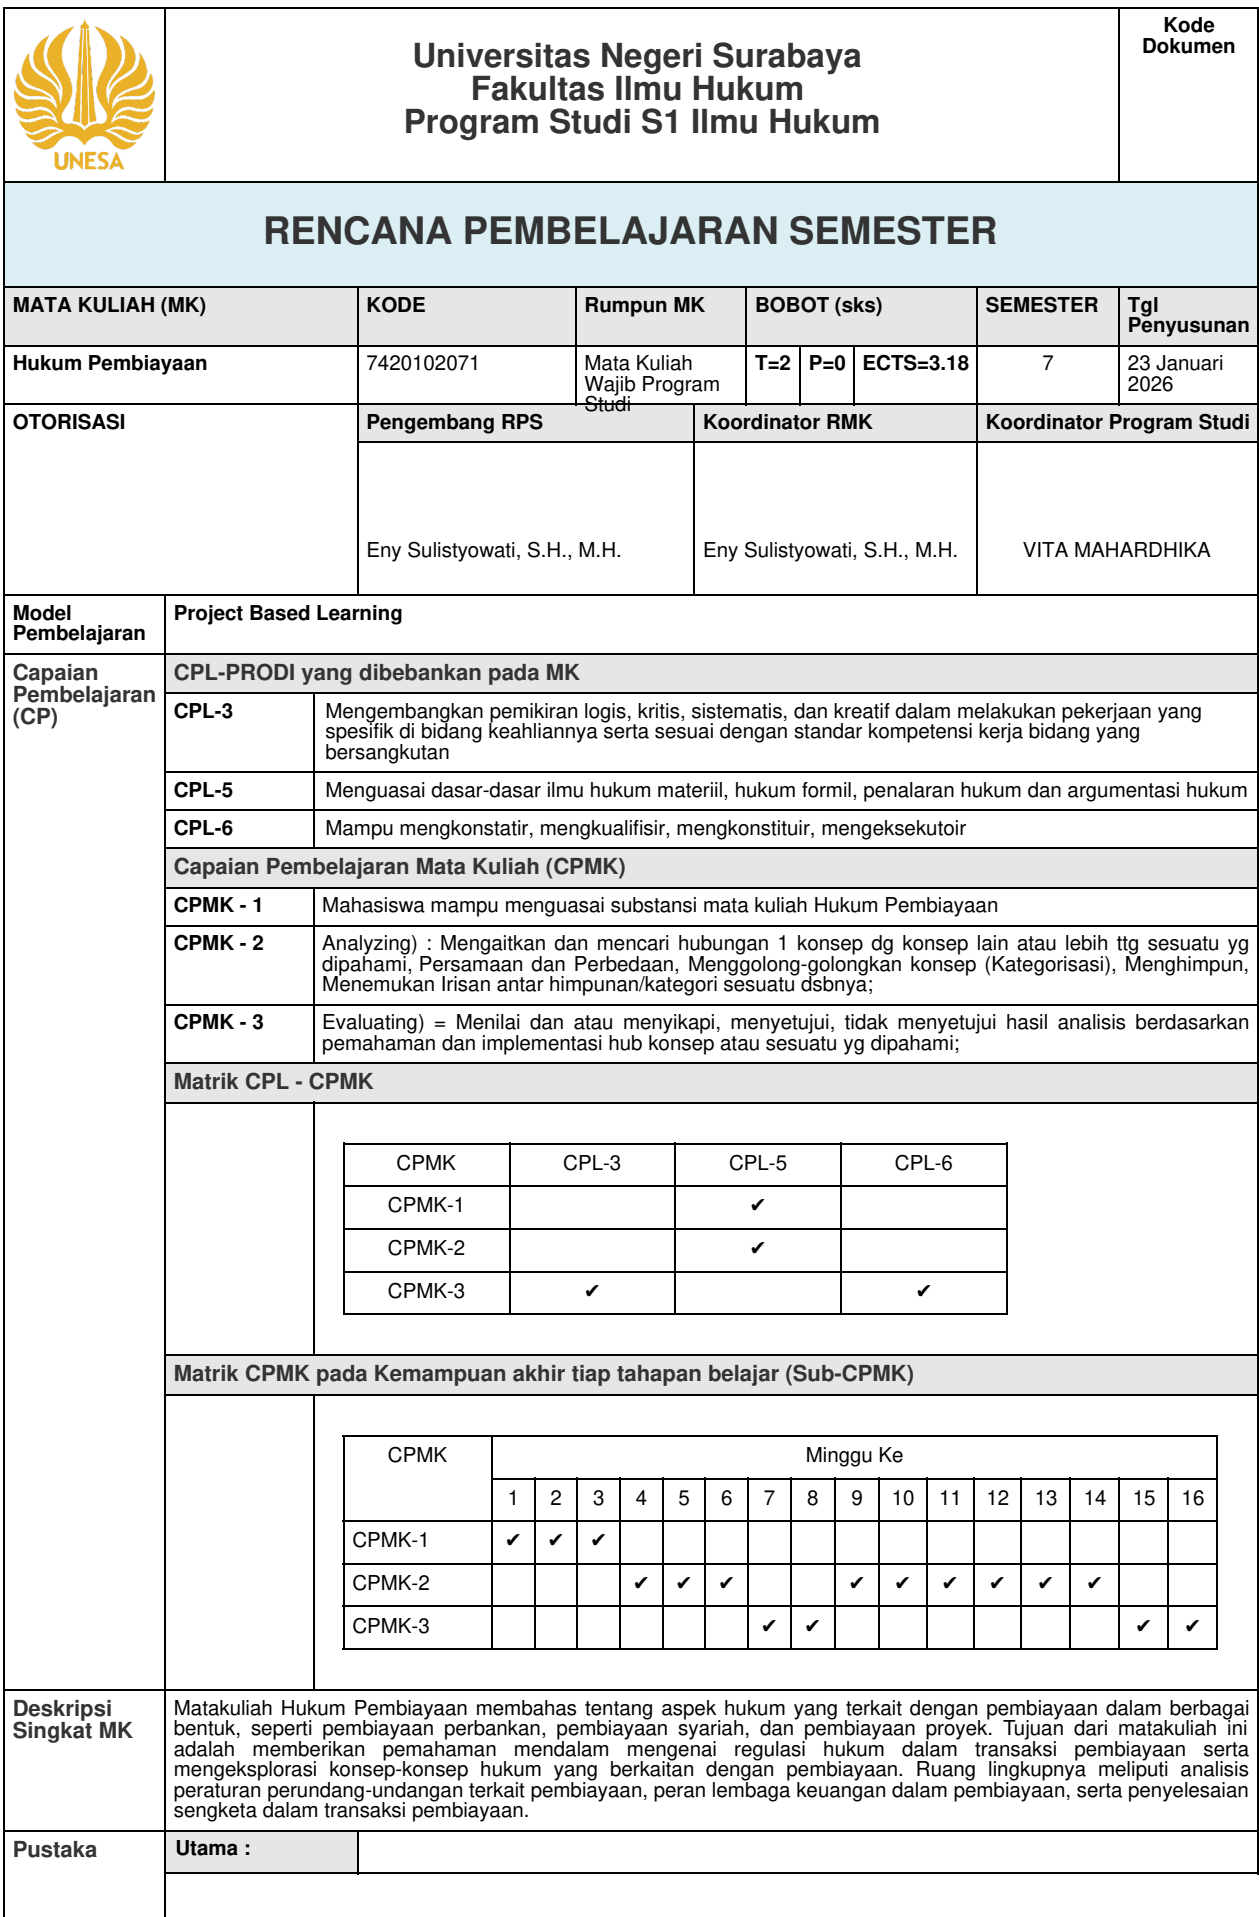 UNESA
Universitas Negeri Surabaya
Fakultas Ilmu Hukum
Program Studi S1 Ilmu Hukum
Kode
Dokumen
RENCANA PEMBELAJARAN SEMESTER
MATA KULIAH (MK) KODE Rumpun MK BOBOT (sks) SEMESTER Tgl
Penyusunan
Hukum Pembiayaan 7420102071 Mata Kuliah T=2 P=0 ECTS=3.18 7 23 Januari
Wajib Program 2026
Studi
OTORISASI Pengembang RPS Koordinator RMK Koordinator Program Studi
Eny Sulistyowati, S.H., M.H. Eny Sulistyowati, S.H., M.H. VITA MAHARDHIKA
Model
Pembelajaran
Project Based Learning
Capaian
Pembelajaran
(CP)
CPL-PRODI yang dibebankan pada MK
CPL-3 Mengembangkan pemikiran logis, kritis, sistematis, dan kreatif dalam melakukan pekerjaan yang
spesifik di bidang keahliannya serta sesuai dengan standar kompetensi kerja bidang yang
bersangkutan
CPL-5 Menguasai dasar-dasar ilmu hukum materiil, hukum formil, penalaran hukum dan argumentasi hukum
CPL-6 Mampu mengkonstatir, mengkualifisir, mengkonstituir, mengeksekutoir
Capaian Pembelajaran Mata Kuliah (CPMK)
CPMK - 1 Mahasiswa mampu menguasai substansi mata kuliah Hukum Pembiayaan
CPMK - 2 Analyzing) : Mengaitkan dan mencari hubungan 1 konsep dg konsep lain atau lebih ttg sesuatu yg
dipahami, Persamaan dan Perbedaan, Menggolong-golongkan konsep (Kategorisasi), Menghimpun,
Menemukan Irisan antar himpunan/kategori sesuatu dsbnya;
CPMK - 3 Evaluating) = Menilai dan atau menyikapi, menyetujui, tidak menyetujui hasil analisis berdasarkan
pemahaman dan implementasi hub konsep atau sesuatu yg dipahami;
Matrik CPL - CPMK
CPMK CPL-3 CPL-5 CPL-6
CPMK-1 ✔
CPMK-2 ✔
CPMK-3 ✔ ✔
Matrik CPMK pada Kemampuan akhir tiap tahapan belajar (Sub-CPMK)
CPMK Minggu Ke
1 2 3 4 5 6 7 8 9 10 11 12 13 14 15 16
CPMK-1 ✔ ✔ ✔
CPMK-2 ✔ ✔ ✔ ✔ ✔ ✔ ✔ ✔ ✔
CPMK-3 ✔ ✔ ✔ ✔
Deskripsi
Singkat MK
Matakuliah Hukum Pembiayaan membahas tentang aspek hukum yang terkait dengan pembiayaan dalam berbagai
bentuk, seperti pembiayaan perbankan, pembiayaan syariah, dan pembiayaan proyek. Tujuan dari matakuliah ini
adalah memberikan pemahaman mendalam mengenai regulasi hukum dalam transaksi pembiayaan serta
mengeksplorasi konsep-konsep hukum yang berkaitan dengan pembiayaan. Ruang lingkupnya meliputi analisis
peraturan perundang-undangan terkait pembiayaan, peran lembaga keuangan dalam pembiayaan, serta penyelesaian
sengketa dalam transaksi pembiayaan.
Pustaka Utama :